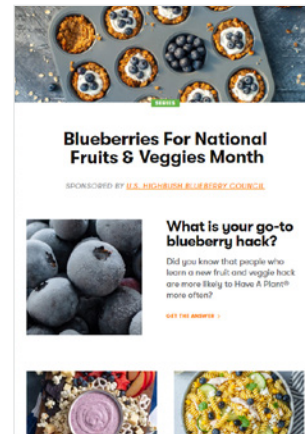 SERIES
Blueberries For National
Fruits & Veggies Month
SPONSORED BY U.S. HIGHBUSH BLUEBERRY COUNCIL
What is your go-to
blueberry hack?
Did you know that people who
learn a new fruit and veggie hack
are more likely to Have A Plant®
more often?
GET THE ANSWER >